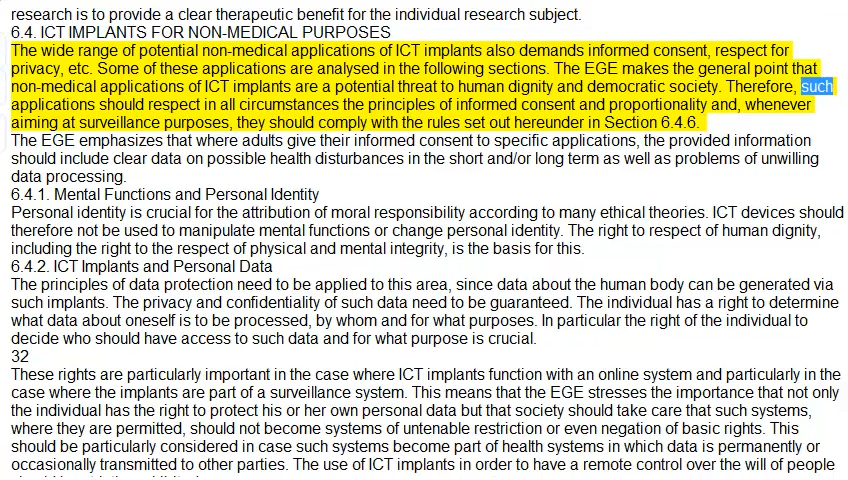 research is to provide a clear therapeutic benefit for the individual research subject.
6.4. ICT IMPLANTS FOR NON-MEDICAL PURPOSES
The wide range of potential non-medical applications of ICT implants also demands informed consent, respect for
privacy, etc. Some of these applications are analysed in the following sections. The EGE makes the general point that
non-medical applications of ICT implants are a potential threat to human dignity and democratic society. Therefore, such
applications should respect in all circumstances the principles of informed consent and proportionality and, whenever
aiming at surveillance purposes, they should comply with the rules set out hereunder in Section 6.4.6.
The EGE emphasizes that where adults give their informed consent to specific applications, the provided information
should include clear data on possible health disturbances in the short and/or long term as well as problems of unwilling
data processing.
6.4.1. Mental Functions and Personal Identity
Personal identity is crucial for the attribution of moral responsibility according to many ethical theories. ICT devices should
therefore not be used to manipulate mental functions or change personal identity. The right to respect of human dignity,
including the right to the respect of physical and mental integrity, is the basis for this.
6.4.2. ICT Implants and Personal Data
The principles of data protection need to be applied to this area, since data about the human body can be generated via
such implants. The privacy and confidentiality of such data need to be guaranteed. The individual has a right to determine
what data about oneself is to be processed, by whom and for what purposes. In particular the right of the individual to
decide who should have access to such data and for what purpose is crucial.
32
These rights are particularly important in the case where ICT implants function with an online system and particularly in the
case where the implants are part of a surveillance system. This means that the EGE stresses the importance that not only
the individual has the right to protect his or her own personal data but that society should take care that such systems,
where they are permitted, should not become systems of untenable restriction or even negation of basic rights. This
should be particularly considered in case such systems become part of health systems in which data is permanently or
occasionally transmitted to other parties. The use of ICT implants in order to have a remote control over the will of people